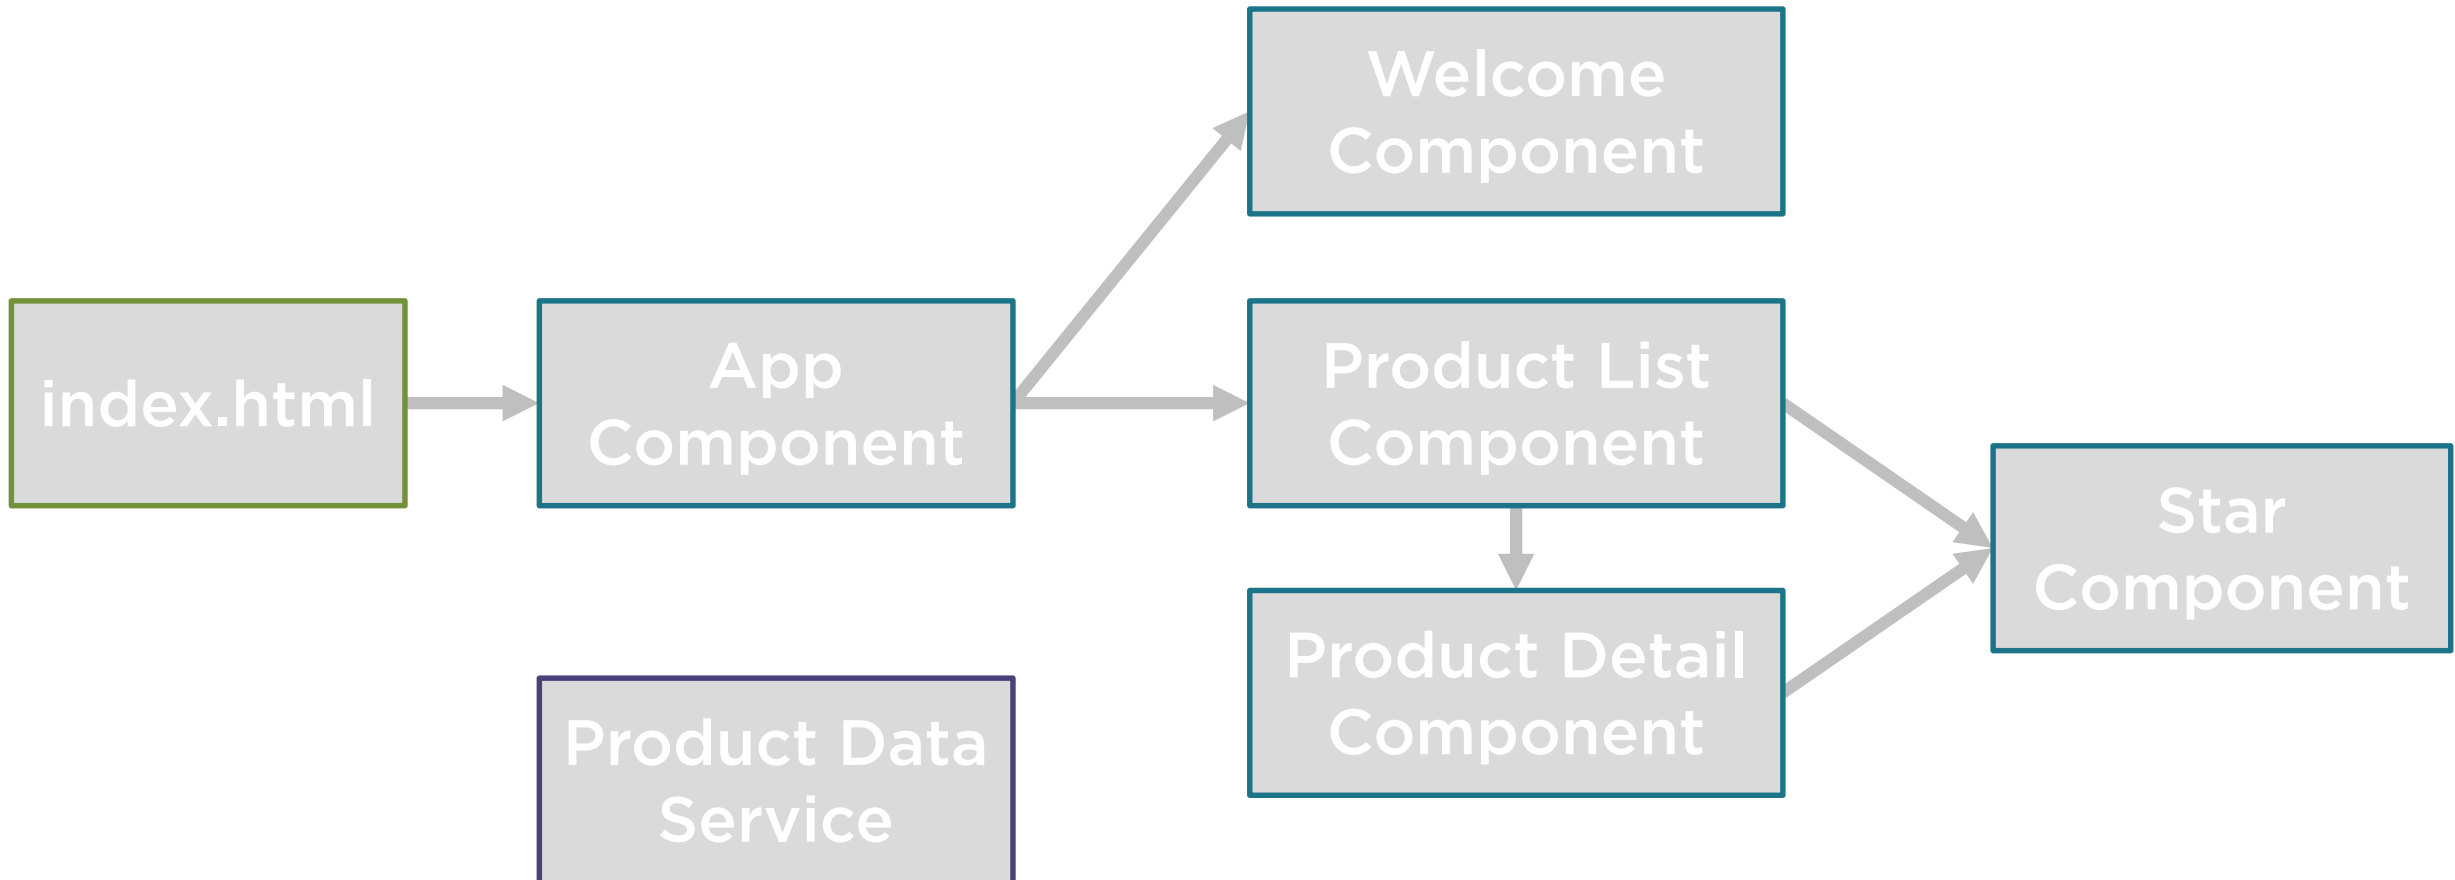 Welcome
Component
index.html
App
Component
Product List
Component
Star
Component
Product Detail
Component
Product Data
Service